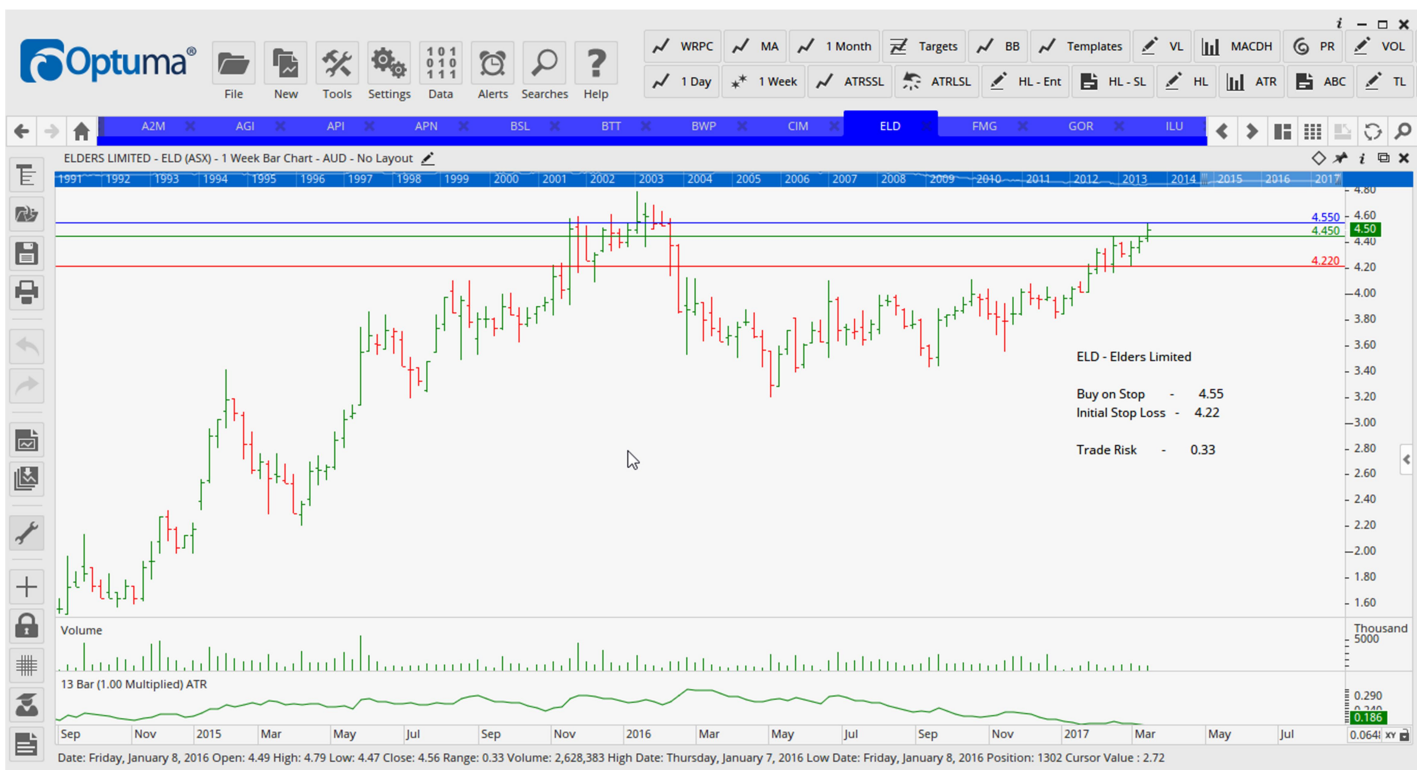 Optuma®
File New Tools Settings Data Alerts Searches Help
WRPC MA 1 Month Targets BB Templates VL MACDH PR VOL
1 Day 1 Week ATRSSL ATRLSL HL - Ent HL - SL HL ATR ABC TL
A2M AGI API APN BSL BTT BWP CIM ELD FMG GOR ILU
ELDERS LIMITED - ELD (ASX) - 1 Week Bar Chart - AUD - No Layout
1991 1992 1993 1994 1995 1996 1997 1998 1999 2000 2001 2002 2003 2004 2005 2006 2007 2008 2009 2010 2011 2012 2013 2014 2015 2016 2017
4.80
4.550 4.60
4.450 4.50
4.40
4.220 4.20
4.00
3.80
3.60
ELD - Elders Limited
3.40
Buy on Stop - 4.55
3.20
Initial Stop Loss - 4.22
3.00
Trade Risk - 0.33
2.80
2.60
2.40
2.20
2.00
1.80
1.60
Volume Thousand
5000
13 Bar (1.00 Multiplied) ATR
0.290
0.240
0.186
Sep Nov 2015 Mar May Jul Sep Nov 2016 Mar May Jul Sep Nov 2017 Mar May Jul XY
Date: Friday, January 8, 2016 Open: 4.49 High: 4.79 Low: 4.47 Close: 4.56 Range: 0.33 Volume: 2,628,383 High Date: Thursday, January 7, 2016 Low Date: Friday, January 8, 2016 Position: 1302 Cursor Value : 2.72